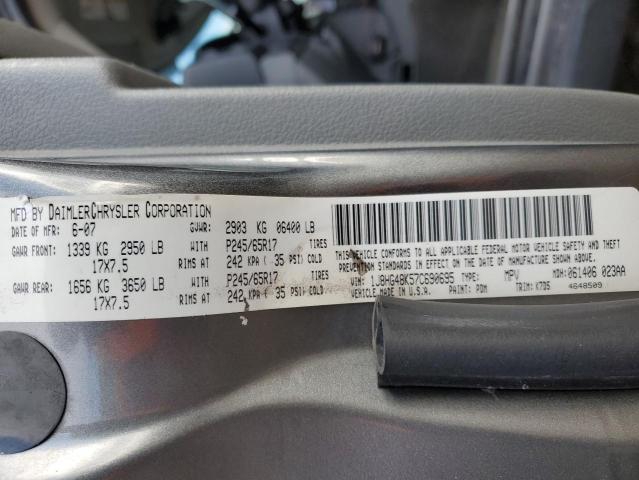 MFD BY DAIMLERCHRYSLER CORPORATION
DATE OF MFR: 6-07 GVWR: 2903 KG 06400 LB
GAWR FRONT: 1339 KG 2950 LB WITH P245/65R17 TIRES
17X7.5 RIMS AT 242 KPA ( 35 PSI) COLD
GAWR REAR: 1656 KG 3650 LB WITH P245/65R17 TIRES
17X7.5 RIMS AT 242 KPA ( 35 PSI) COLD
THIS VEHICLE CONFORMS TO ALL APPLICABLE FEDERAL MOTOR VEHICLE SAFETY AND THEFT
PREVENTION STANDARDS IN EFFECT ON THE DATE OF MANUFACTURE SHOWN ABOVE.
VIN: 1J8HG48K57C690695 TYPE: MPV MDH: 061406 023AA
VEHICLE MADE IN U.S.A. PAINT: PDM TRIM: K7D5
4648509